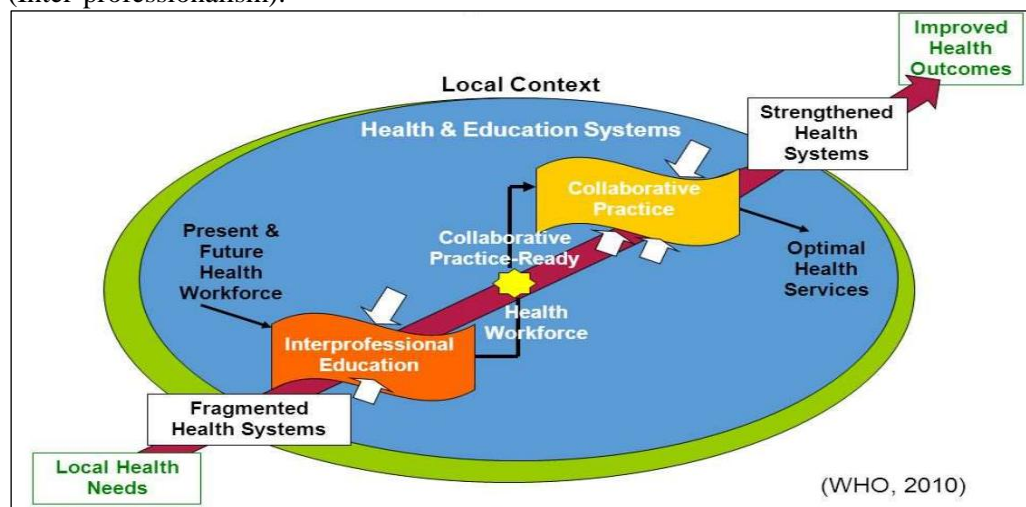 (Inter-professionalism).
Improved
Health
Outcomes
Local Context
Health & Education Systems
Strengthened
Health
Systems
Collaborative
Practice
Present &
Future
Health
Workforce
Collaborative
Practice-Ready
Optimal
Health
Services
Health
Workforce
Interprofessional
Education
Fragmented
Health Systems
Local Health
Needs
(WHO, 2010)